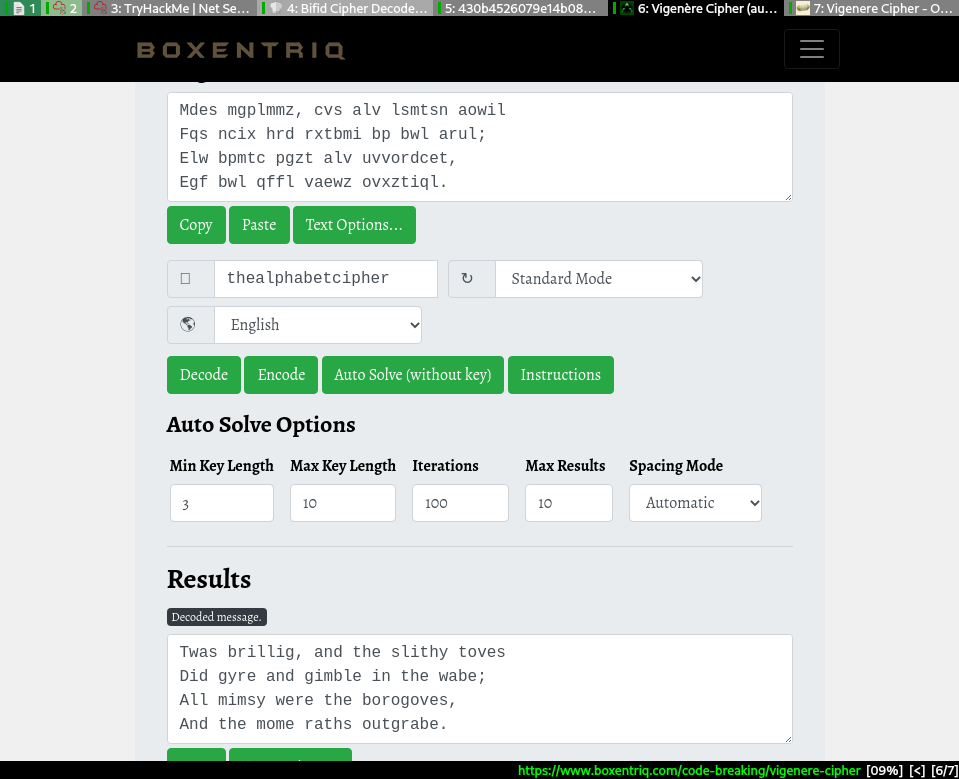 1
2
3: TryHackMe | Net Se...
4: Bifid Cipher Decode...
5: 430b4526079e14b08...
6: Vigenère Cipher (au...
7: Vigenere Cipher - O...
BOXENTRIQ
Mdes mgplmmz, cvs alv lsmtsn aowil
Fqs ncix hrd rxtbmi bp bwl arul;
Elw bpmtc pgzt alv uvvordcet,
Egf bwl qffl vaewz ovxztiql.
Copy
Paste
Text Options...
thealphabetcipher
Standard Mode
English
Decode
Encode
Auto Solve (without key)
Instructions
Auto Solve Options
Min Key Length
Max Key Length
Iterations
Max Results
Spacing Mode
3
10
100
10
Automatic
Results
Decoded message.
Twas brillig, and the slithy toves
Did gyre and gimble in the wabe;
All mimsy were the borogoves,
And the mome raths outgrabe.
https://www.boxentriq.com/code-breaking/vigenere-cipher [09%] [<] [6/7]